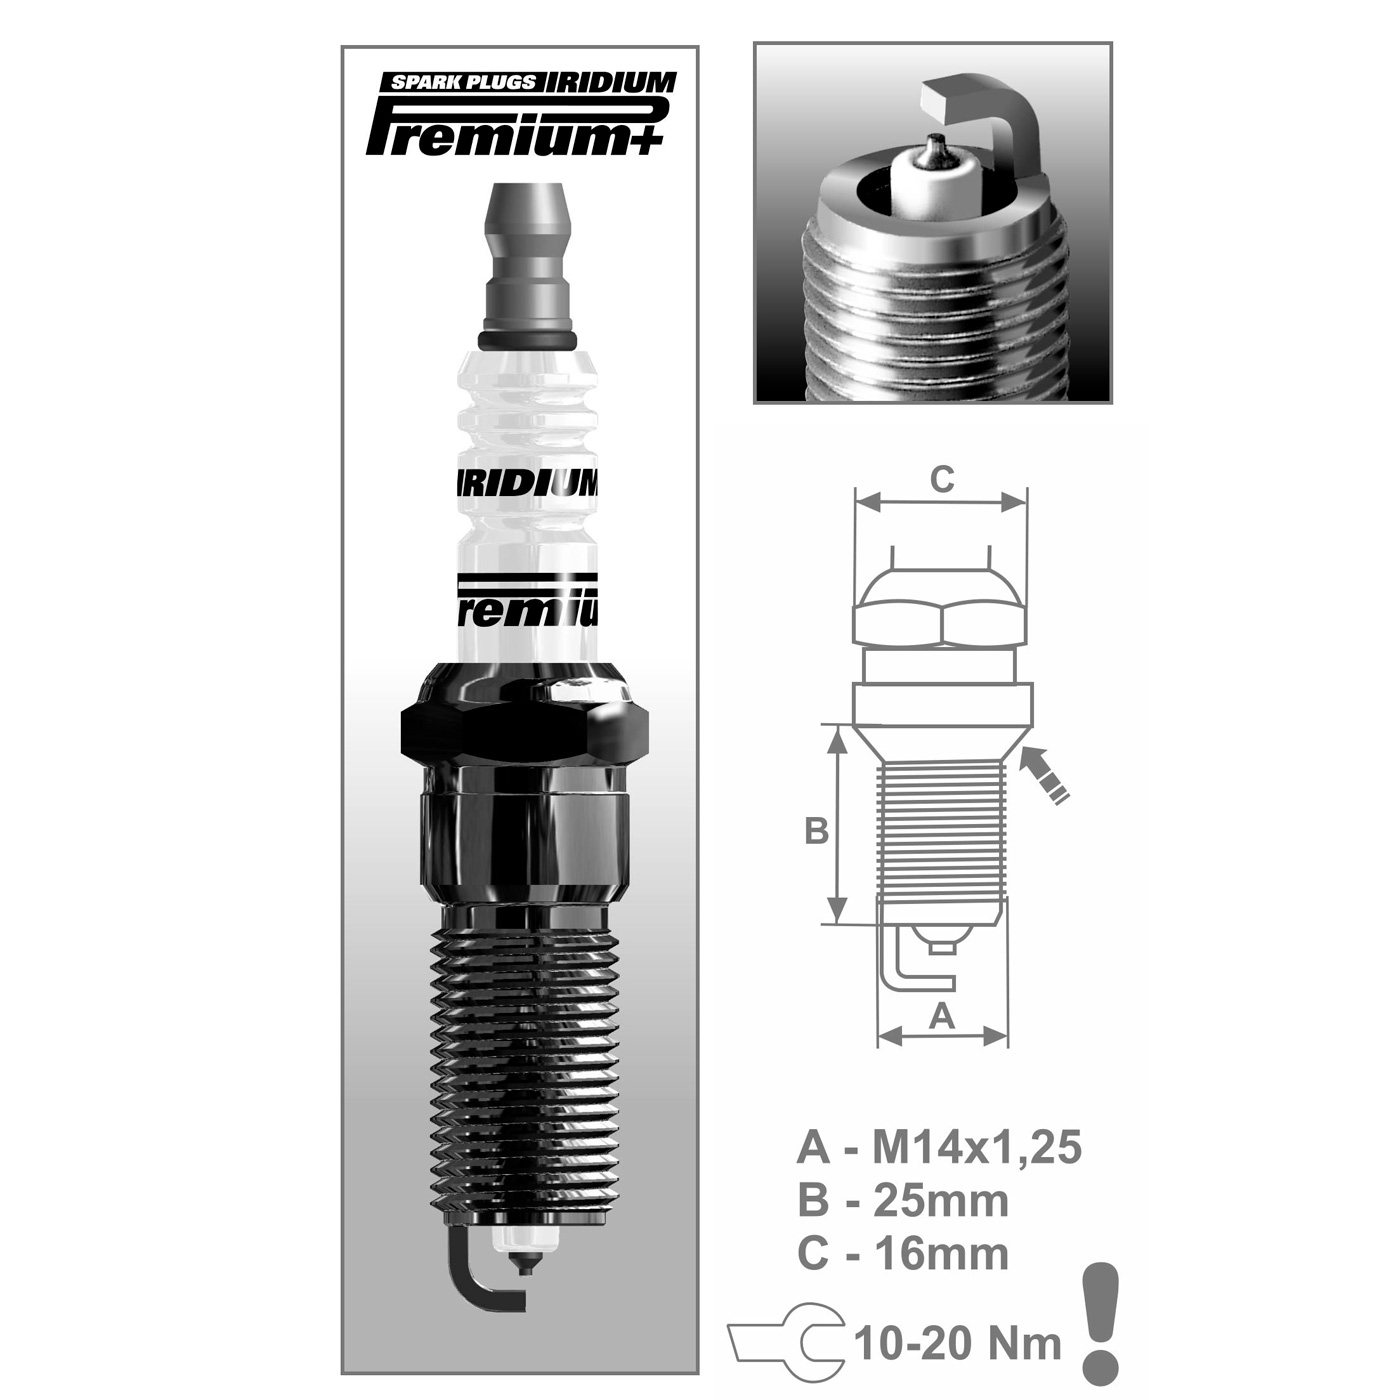 SPARK PLUGS IRIDIUM
Premium+
IRIDIUM
Premiu
C
B
A
A - M14x1,25
B - 25mm
C - 16mm
10-20 Nm !